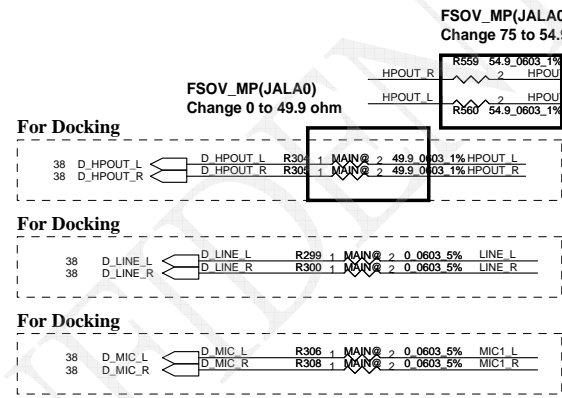 FSOV_MP(JALA0
Change 75 to 54.9
R559 54.9_0603_1%
HPOUT_R 2 HPOU
FSOV_MP(JALA0)
Change 0 to 49.9 ohm
HPOUT_L 2 HPOU
R560 54.9_0603_1%
For Docking
38 D_HPOUT_L D_HPOUT_L R304 1 MAIN@ 2 49.9_0603_1% HPOUT_L
38 D_HPOUT_R D_HPOUT_R R305 1 MAIN@ 2 49.9_0603_1% HPOUT_R
For Docking
38 D_LINE_L D_LINE_L R299 1 MAIN@ 2 0_0603_5% LINE_L
38 D_LINE_R D_LINE_R R300 1 MAIN@ 2 0_0603_5% LINE_R
For Docking
38 D_MIC_L D_MIC_L R306 1 MAIN@ 2 0_0603_5% MIC1_L
38 D_MIC_R D_MIC_R R308 1 MAIN@ 2 0_0603_5% MIC1_R